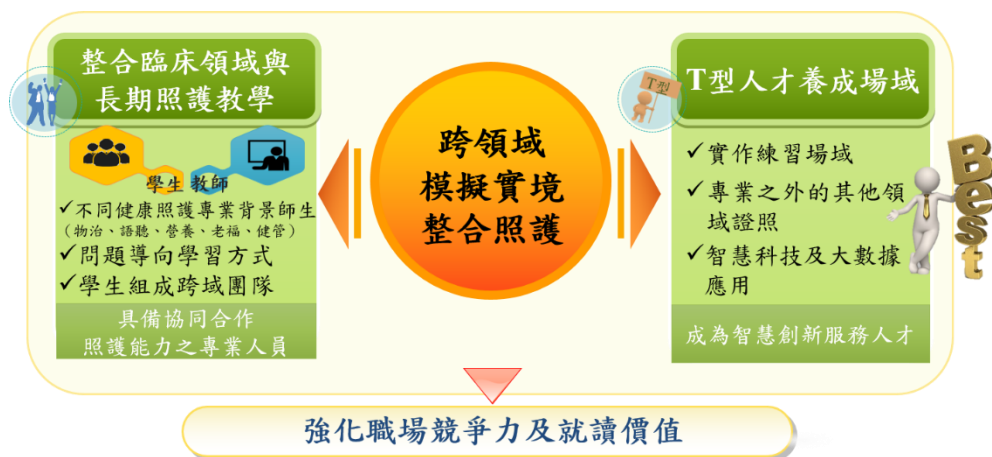 整合臨床領域與
長期照護教學
學生 教師
✓不同健康照護專業背景師生
(物治、語聽、營養、老福、健管)
✓問題導向學習方式
✓學生組成跨域團隊
具備協同合作
照護能力之專業人員
跨領域
模擬實境
整合照護
T型
T型人才養成場域
✓實作練習場域
✓專業之外的其他領
域證照
✓智慧科技及大數據
應用
成為智慧創新服務人才
Best
強化職場競爭力及就讀價值